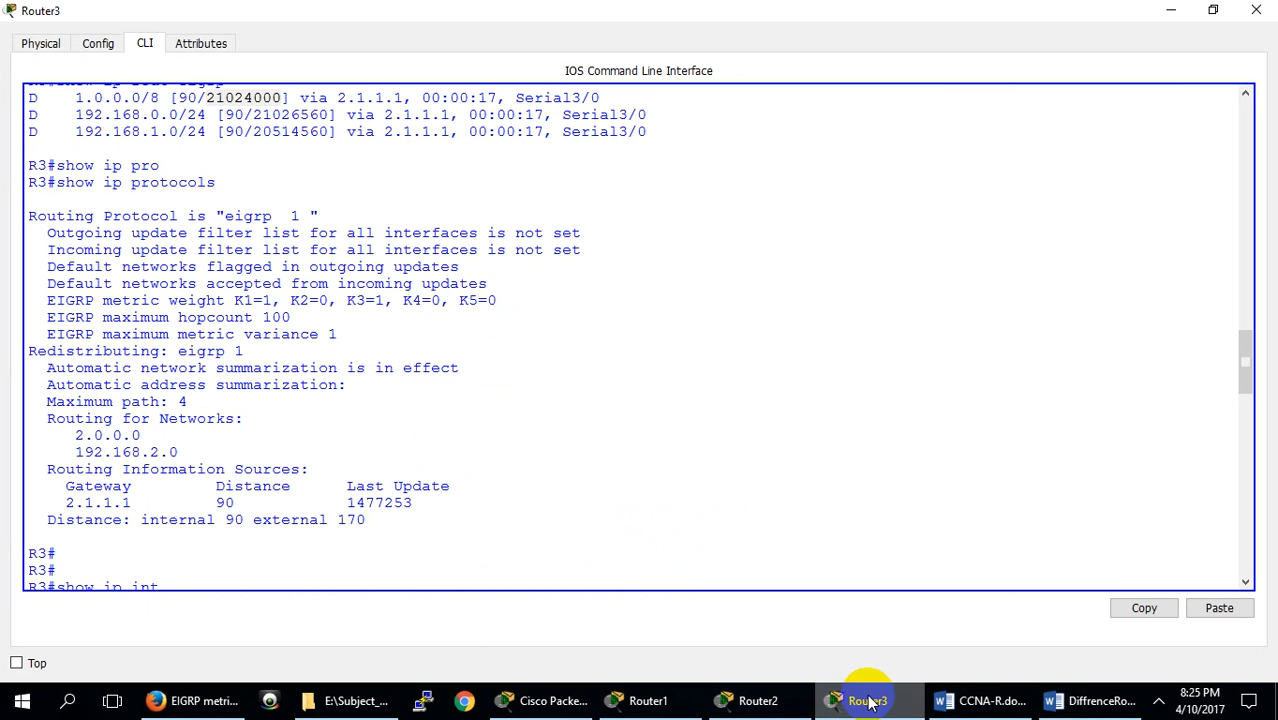 Router3
Physical Config CLI Attributes
IOS Command Line Interface
D 1.0.0.0/8 [90/21024000] via 2.1.1.1, 00:00:17, Serial3/0
D 192.168.0.0/24 [90/21026560] via 2.1.1.1, 00:00:17, Serial3/0
D 192.168.1.0/24 [90/20514560] via 2.1.1.1, 00:00:17, Serial3/0
R3#show ip pro
R3#show ip protocols
Routing Protocol is "eigrp 1 "
Outgoing update filter list for all interfaces is not set
Incoming update filter list for all interfaces is not set
Default networks flagged in outgoing updates
Default networks accepted from incoming updates
EIGRP metric weight K1=1, K2=0, K3=1, K4=0, K5=0
EIGRP maximum hopcount 100
EIGRP maximum metric variance 1
Redistributing: eigrp 1
Automatic network summarization is in effect
Automatic address summarization:
Maximum path: 4
Routing for Networks:
2.0.0.0
192.168.2.0
Routing Information Sources:
Gateway Distance Last Update
2.1.1.1 90 1477253
Distance: internal 90 external 170
R3#
R3#
R3#show ip int
Copy Paste
Top
EIGRP metri... E:\Subject_... Cisco Packe... Router1 Router2 Router3 CCNA-R.do... DiffrenceRo... 8:25 PM
4/10/2017